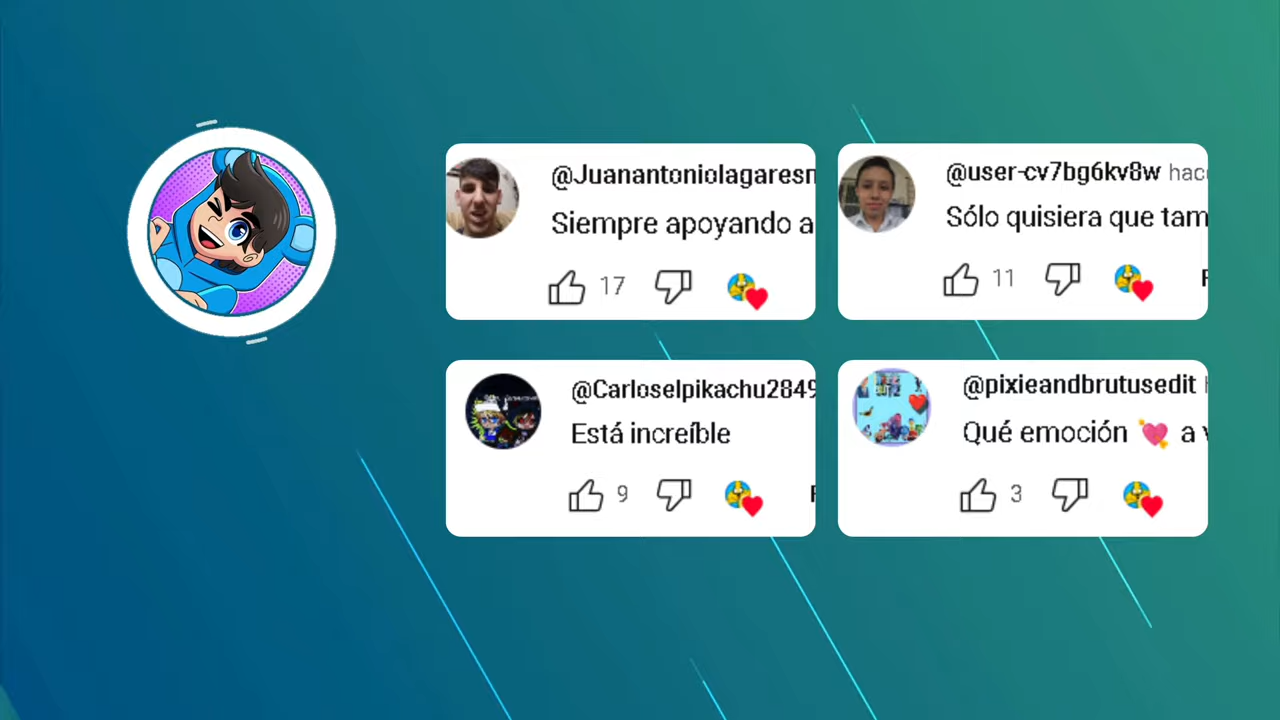 @Juanantoniolagaresm
Siempre apoyando a
17
@user-cv7bg6kv8w hac
Sólo quisiera que tam
11
@Carloselpikachu2849
Está increíble
9
@pixieandbrutusedit
Qué emoción 💘 a
3